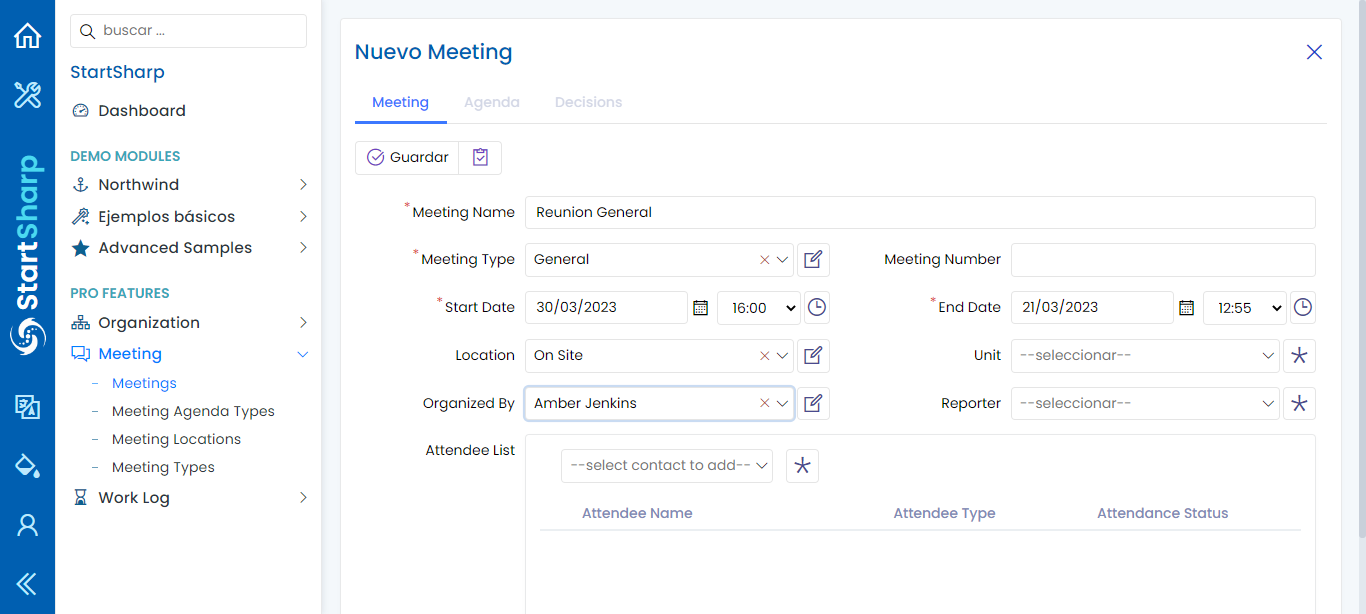 buscar ...
StartSharp
Dashboard
DEMO MODULES
Northwind
Ejemplos básicos
Advanced Samples
PRO FEATURES
Organization
Meeting
- Meetings
- Meeting Agenda Types
- Meeting Locations
- Meeting Types
Work Log
StartSharp
Nuevo Meeting
Meeting Agenda Decisions
Guardar
*Meeting Name Reunion General
*Meeting Type General Meeting Number
*Start Date 30/03/2023 16:00 *End Date 21/03/2023 12:55
Location On Site Unit --seleccionar--
Organized By Amber Jenkins Reporter --seleccionar--
Attendee List --select contact to add--
Attendee Name Attendee Type Attendance Status